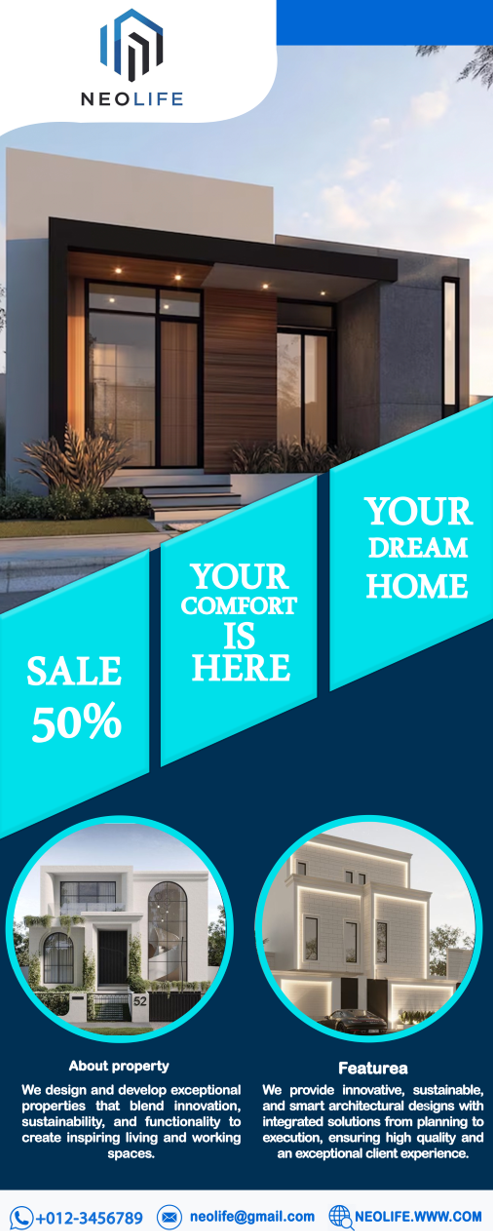 NEOLIFE
YOUR
DREAM
HOME
YOUR
COMFORT
IS
HERE
SALE
50%
52
About property
We design and develop exceptional
properties that blend innovation,
sustainability, and functionality to
create inspiring living and working
spaces.
Featurea
We provide innovative, sustainable,
and smart architectural designs with
integrated solutions from planning to
execution, ensuring high quality and
an exceptional client experience.
+012-3456789
neolife@gmail.com
NEOLIFE.WWW.COM